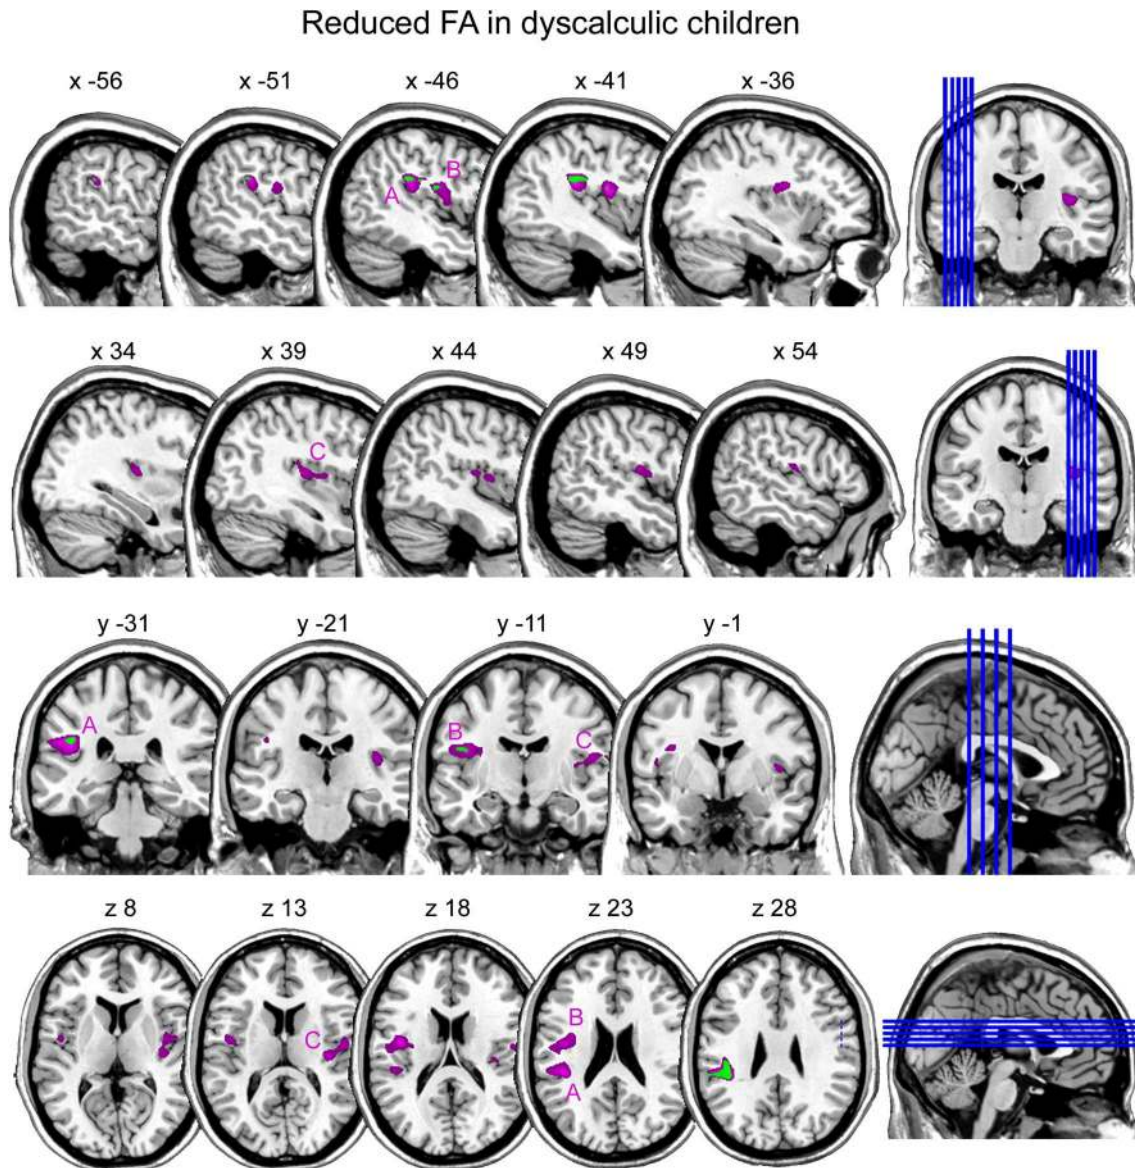 Reduced FA in dyscalculic children
x -56 x -51 x -46 x -41 x -36
B
A
x 34 x 39 x 44 x 49 x 54
C
y -31 y -21 y -11 y -1
A B C
z 8 z 13 z 18 z 23 z 28
B
C
A